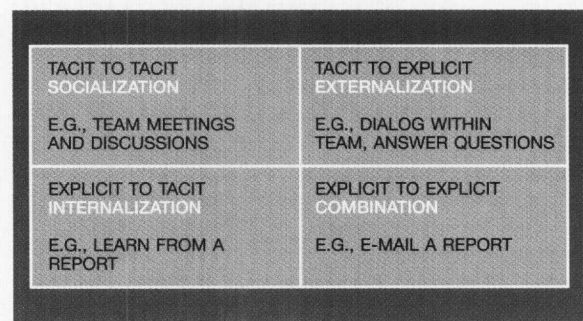 TACIT TO TACIT
SOCIALIZATION
E.G., TEAM MEETINGS
AND DISCUSSIONS
TACIT TO EXPLICIT
EXTERNALIZATION
E.G., DIALOG WITHIN
TEAM, ANSWER QUESTIONS
EXPLICIT TO TACIT
INTERNALIZATION
E.G., LEARN FROM A
REPORT
EXPLICIT TO EXPLICIT
COMBINATION
E.G., E-MAIL A REPORT